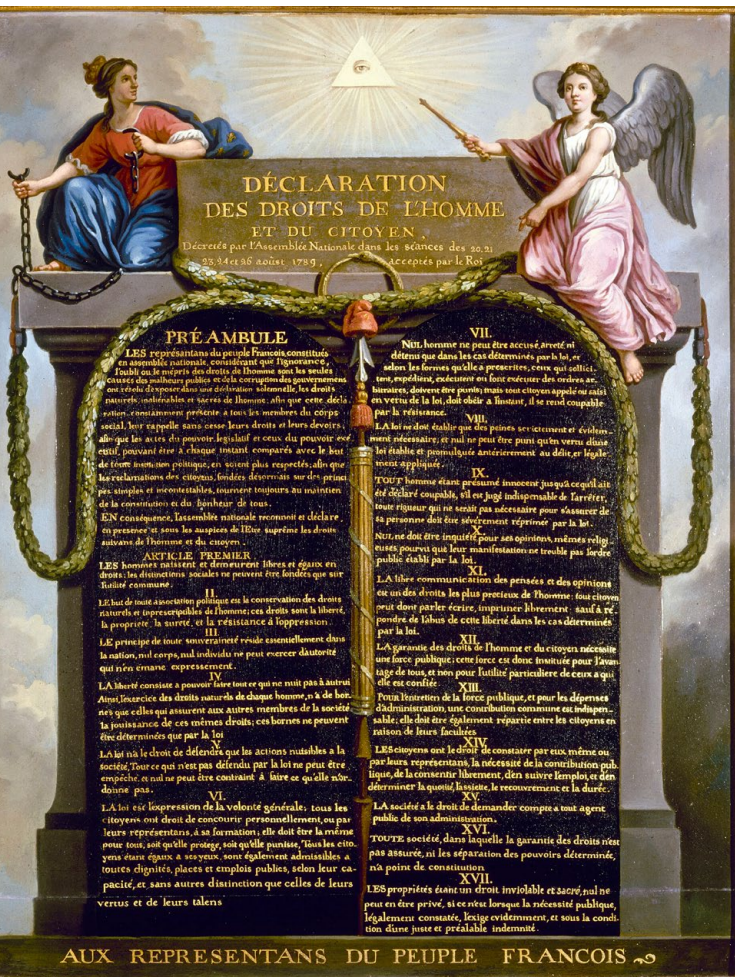 DÉCLARATION
DES DROITS DE L'HOMME
ET DU CITOYEN,
Décretés par l'Assemblée Nationale dans les séances des 20, 21
23, 24 et 26 aoûst 1789, acceptés par le Roi
PRÉAMBULE
LES représantans du peuple François, constitués
en assemblée nationale, considérant que l'ignorance,
l'oubli ou le mépris des droits de l'homme sont les seules
causes des malheurs publics et de la corruption des gouvernemens
ont résolu d'exposer dans une déclaration solemnelle, les droits
naturels, inaliénables et sacrés de l'homme, afin que cette décla
ration, constamment présente a tous les membres du corps
social, leur rappelle sans cesse leurs droits et leurs devoirs,
afin que les actes du pouvoir législatif et ceux du pouvoir exé
cutif, pouvant être à chaque instant comparés avec le but
de toute institution politique, en soient plus respectés; afin que
les réclamations des citoyens, fondées désormais sur des princi
pes simples et incontestables, tournent toujours au maintien
de la constitution et du bonheur de tous.
EN conséquence, l'assemblée nationale reconnoit et déclare,
en presence et sous les auspices de l'Etre suprême les droits
suivans de l'homme et du citoyen.
ARTICLE PREMIER
LES hommes naissent et demeurent libres et égaux en
droits; les distinctions sociales ne peuvent être fondées que sur
l'utilité commune.
II.
LE but de toute association politique est la conservation des droits
naturels et inprescripibles de l'homme; ces droits sont la liberté,
la propriété, la sureté, et la résistance à l'oppression.
III.
LE principe de toute souveraineté réside essentiellement dans
la nation, nul corps, nul individu ne peut exercer d'autorité
qui n'en émane expressément.
IV.
LA liberté consiste a pouvoir faire tout ce qui ne nuit pas à autrui
Ainsi, l'exercice des droits naturels de chaque homme, n'a de bor
nes que celles qui assurent aux autres membres de la société
la jouissance de ces mêmes droits; ces bornes ne peuvent
être déterminées que par la loi
V.
LA loi n'a le droit de défendre que les actions nuisibles a la
société. Tout ce qui n'est pas défendu par la loi ne peut être
empêché, et nul ne peut être contraint à faire ce qu'elle n'or-
donne pas.
VI.
LA loi est l'expression de la volonté générale; tous les
citoyens ont droit de concourir personnellement, ou par
leurs représentans, à sa formation; elle doit être la même
pour tous, soit qu'elle protege, soit qu'elle punisse, Tous les cito
yens étant égaux a ses yeux, sont également admissibles a
toutes dignités, places et emplois publics, selon leur ca-
pacité, et sans autres distinction que celles de leurs
vertus et de leurs talens
VII.
NUL homme ne peut être accusé, arreté ni
détenu que dans les cas déterminés par la loi, et
selon les formes qu'elle a prescrites, ceux qui sollici-
tent, expédient, exécutent ou font exécuter des ordres ar-
bitraires, doivent être punis; mais tout citoyen appelé ou saisi
en vertu de la loi, doit obéir a l'instant, il se rend coupable
par la résistance.
VIII.
LA loi ne doit établir que des peines strictement et évidem-
ment nécessaire, et nul ne peut être puni qu'en vertu d'une
loi établie et promulguée antérierement au délit, et légale
ment appliquée.
IX.
TOUT homme étant présumé innocent jusqu'a ce qu'il ait
été déclaré coupable, s'il est jugé indispensable de l'arrêter,
toute rigueur qui ne serait pas nécessaire pour s'assurer de
sa personne doit être sévèrement réprimée par la loi.
X.
NUL ne doit être inquiété pour ses opinions, mêmes religi
euses pourvu que leur manifestation ne trouble pas l'ordre
public établi par la loi.
XI.
LA libre communication des pensées et des opinions
est un des droits les plus precieux de l'homme: tout citoyen
peut donc parler écrire, imprimer librement: sauf à ré
pondre de l'abus de cette liberté dans les cas déterminés
par la loi.
XII.
LA garantie des droits de l'homme et du citoyen nécessite
une force publique; cette force est donc instituée pour l'avan
tage de tous, et non pour l'utilité particuliere de ceux a qui
elle est confiée.
XIII.
Pour l'entretien de la force publique, et pour les dépenses
d'administration, une contribution commune est indispen-
sable; elle doit être également répartie entre les citoyens en
raison de leurs facultées
XIV.
LES citoyens ont le droit de constater par eux même ou
par leurs représentans, la nécessité de la contribution pub-
lique, de la consentir librement, d'en suivre l'emploi, et d'en
déterminer la quotité, l'assiette, le recouvrement et la durée.
XV.
LA société a le droit de demander compte a tout agent
public de son administration.
XVI.
TOUTE société, dans laquelle la garantie des droits n'est
pas assurée, ni les séparation des pouvoirs déterminée,
n'a point de constitution
XVII.
LES propriétés étant un droit inviolable et sacré, nul ne
peut en être privé, si ce n'est lorsque la nécessité publique,
légalement constatée, l'exige evidemment, et sous la condi-
tion d'une juste et préalable indemnité.
AUX REPRESENTANS DU PEUPLE FRANCOIS